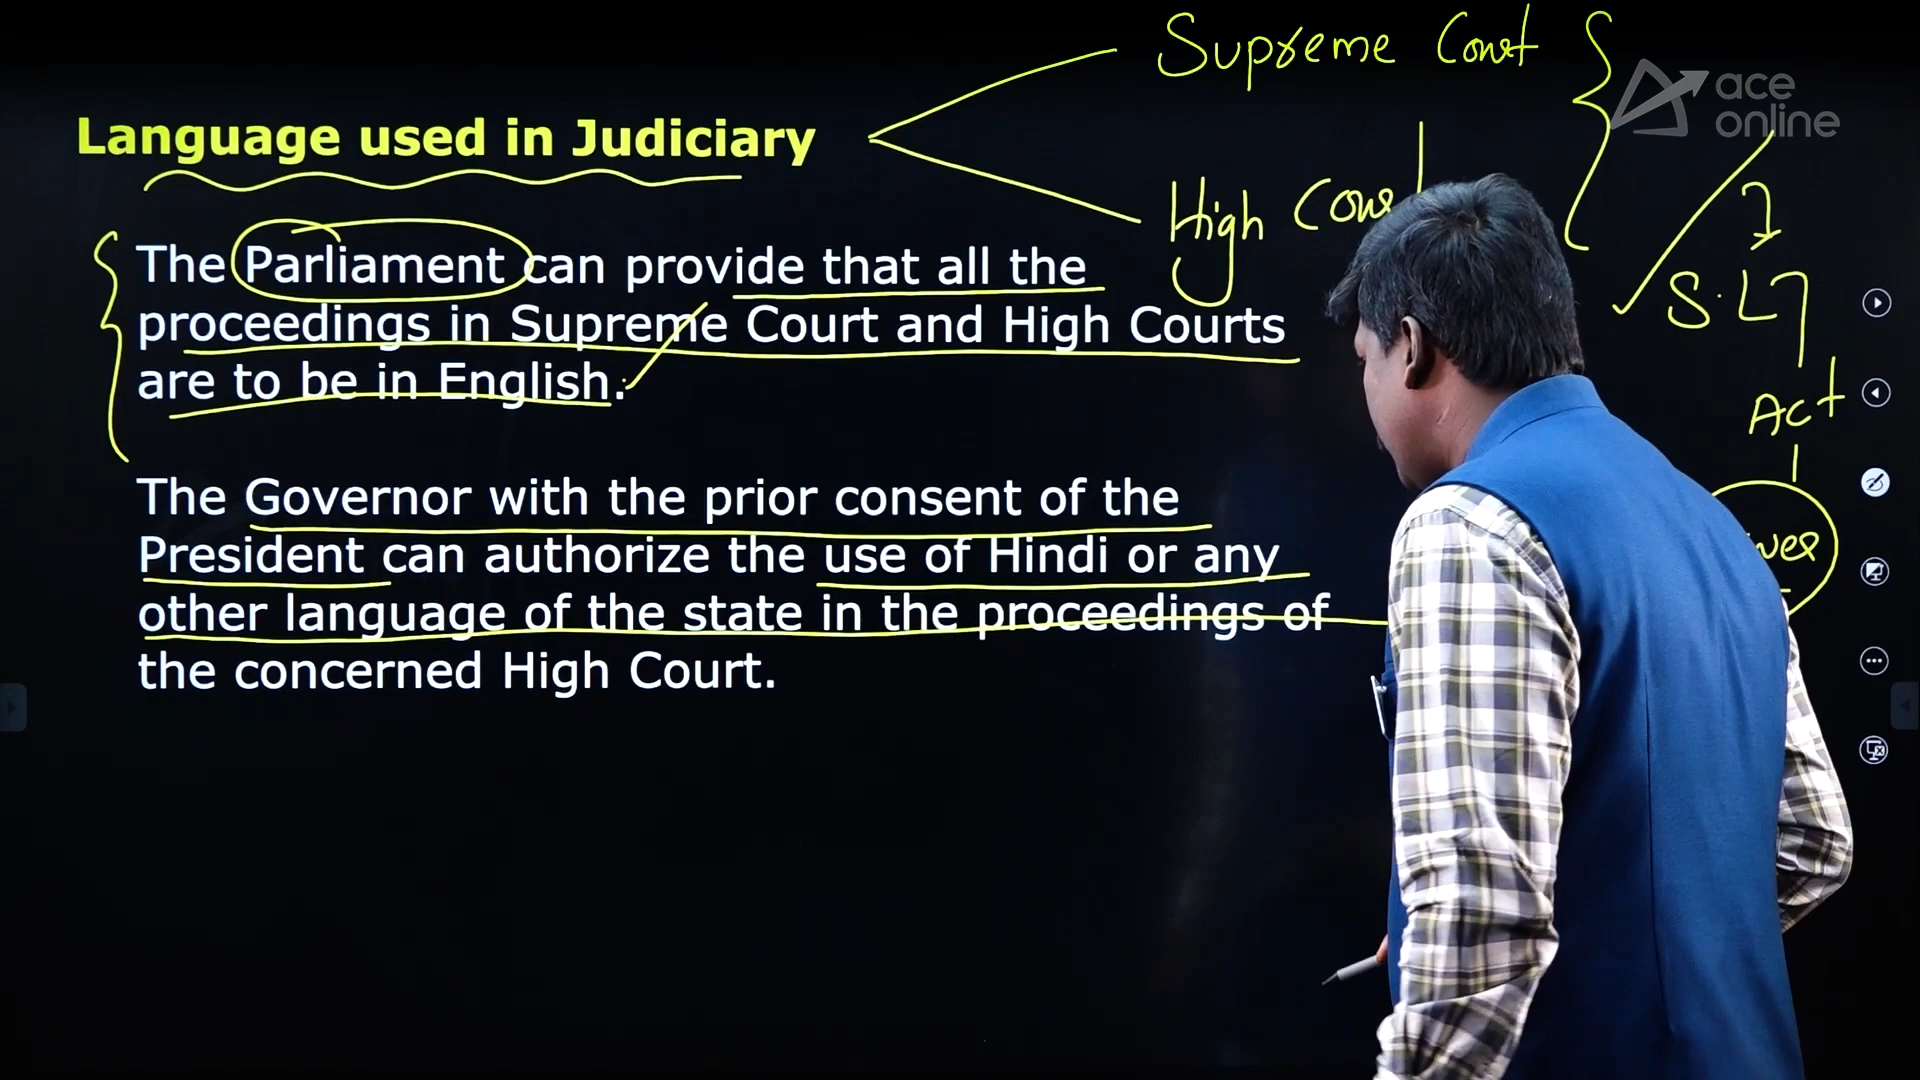 Supreme Court
ace
online
Language used in Judiciary
High
The Parliament can provide that all the
proceedings in Supreme Court and High Courts
are to be in English.
S.L
Act
The Governor with the prior consent of the
President can authorize the use of Hindi or any
other language of the state in the proceedings of
the concerned High Court.